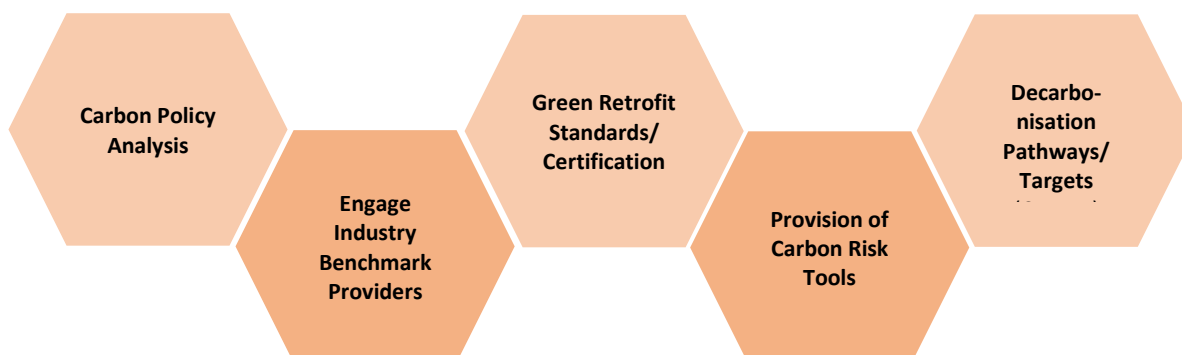 Carbon Policy
Analysis
Engage
Industry
Benchmark
Providers
Green Retrofit
Standards/
Certification
Provision of
Carbon Risk
Tools
Decarbo-
nisation
Pathways/
Targets